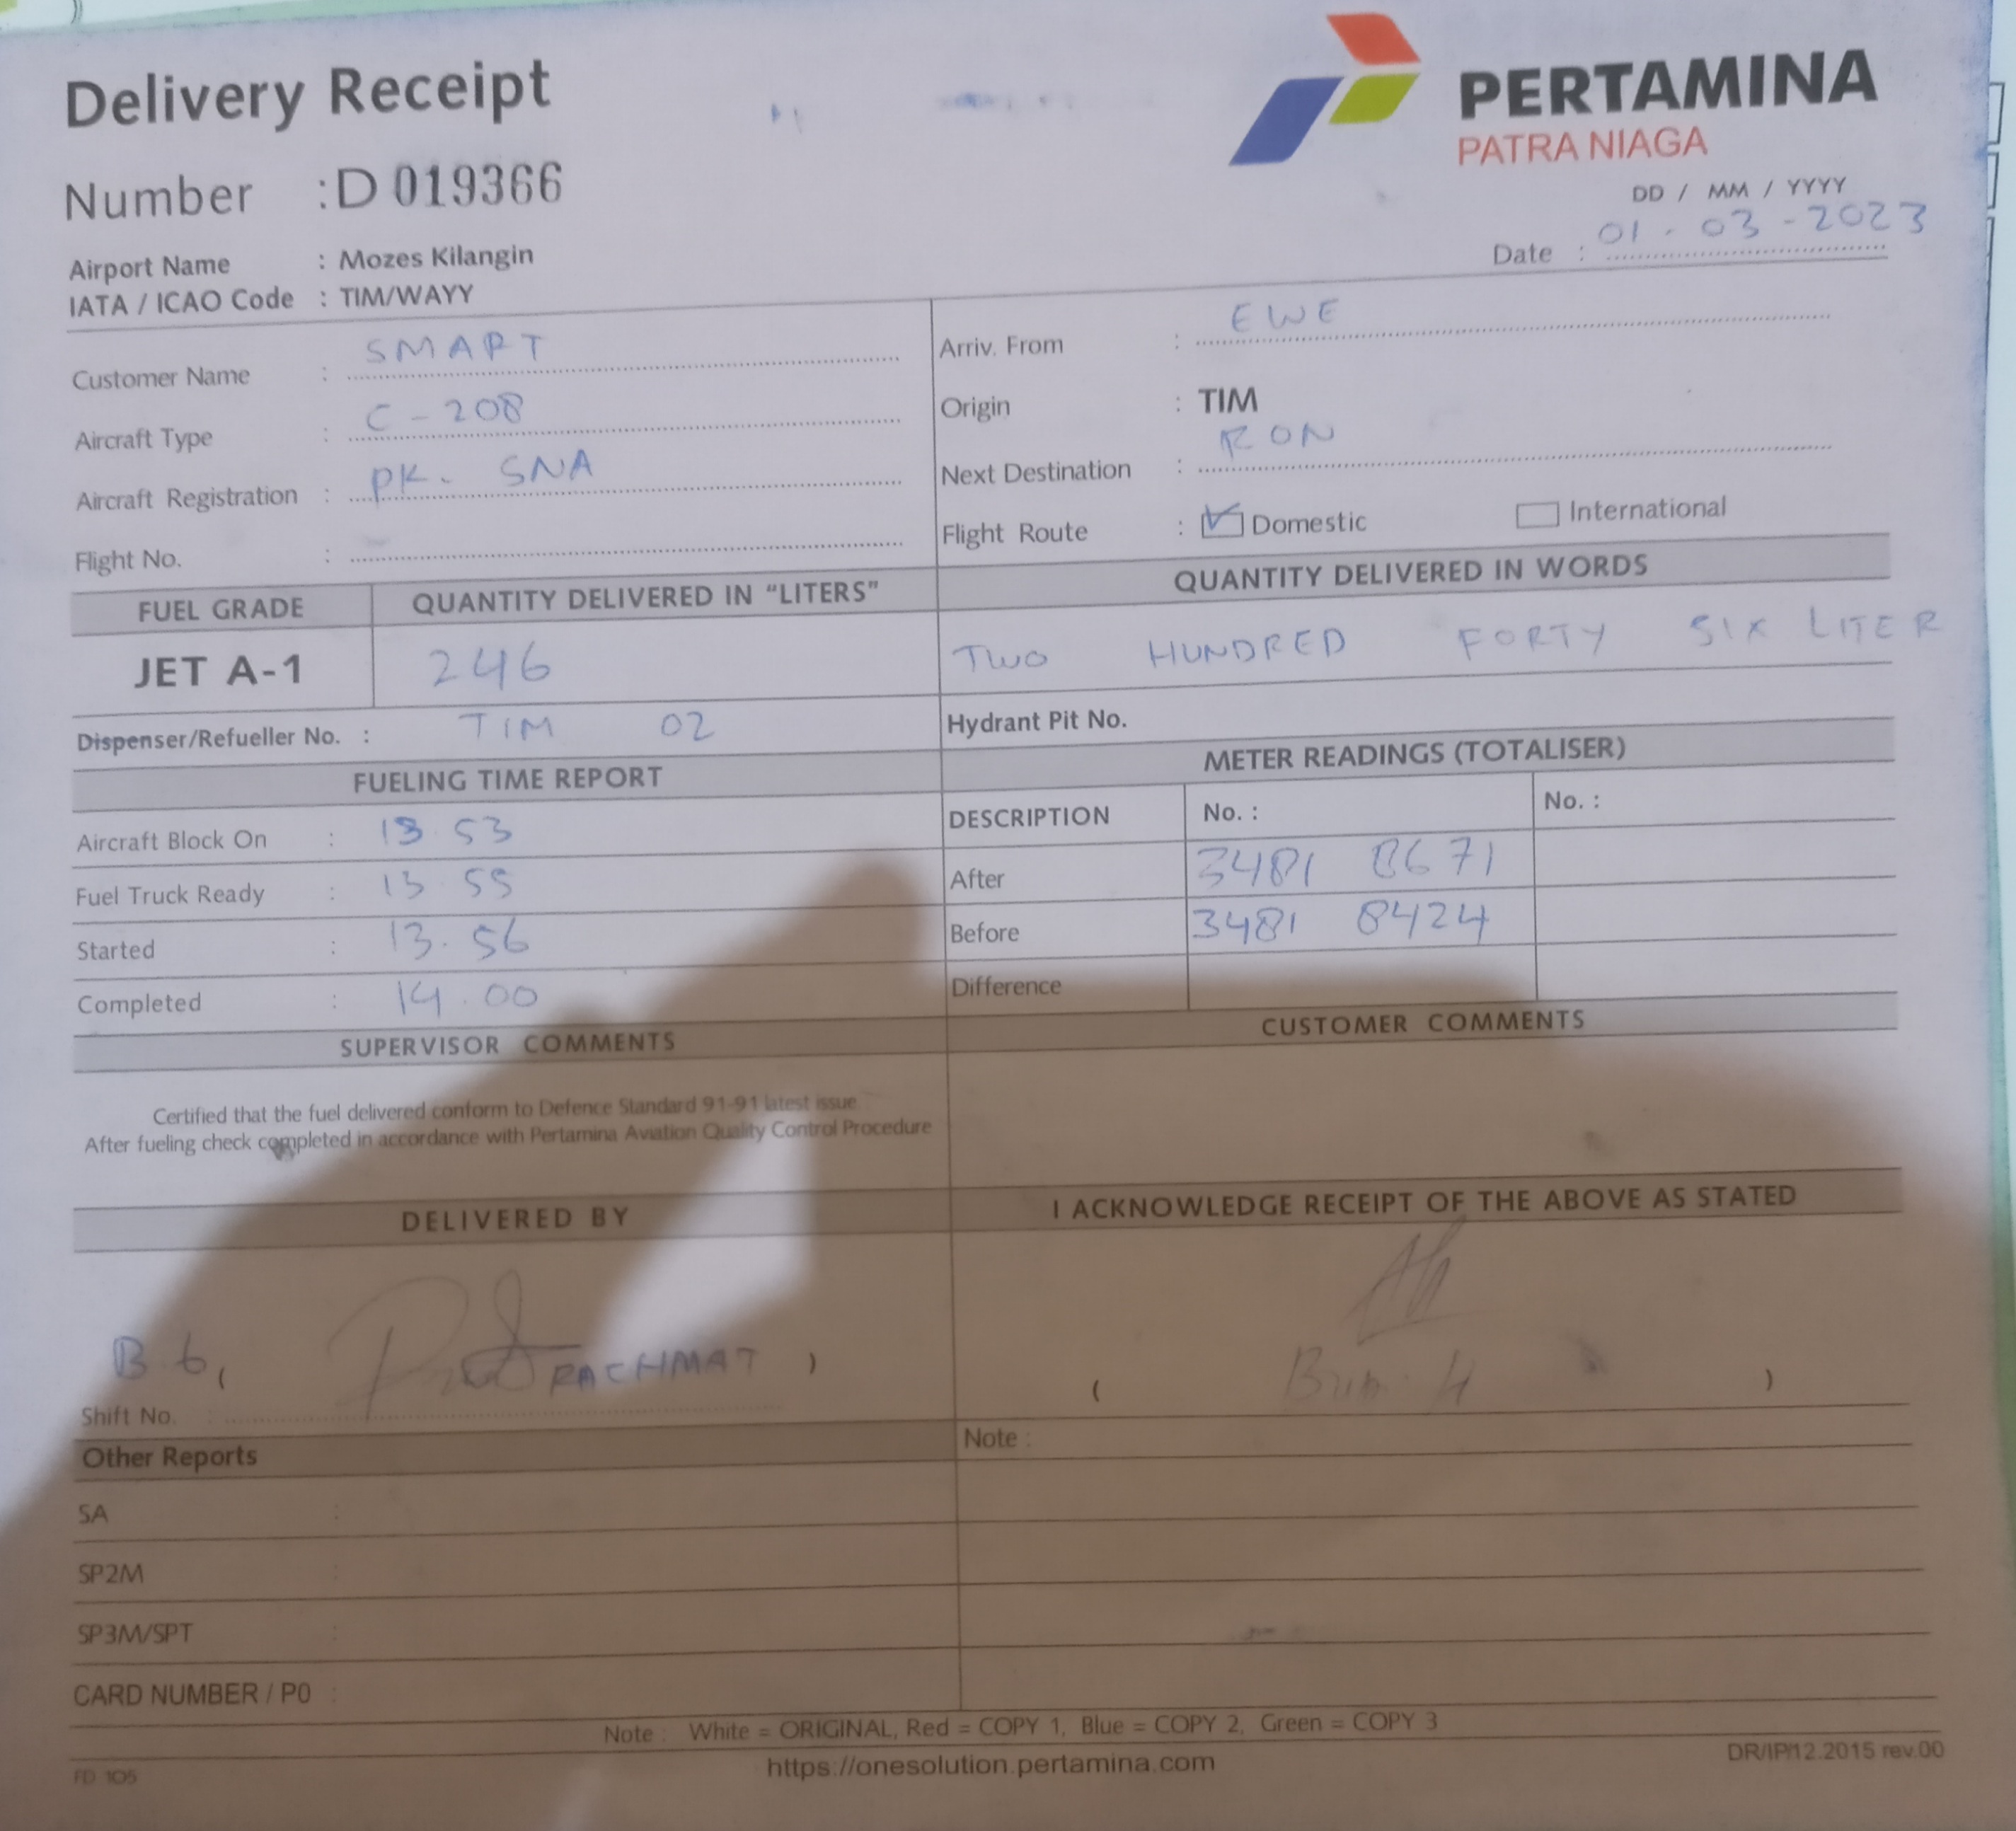 Delivery Receipt
PERTAMINA
PATRA NIAGA
Number : D 019366
DD / MM / YYYY
Date : 01 - 03 - 2023
Airport Name : Mozes Kilangin
IATA / ICAO Code : TIM/WAYY
Customer Name : SMART
Aircraft Type : C - 208
Aircraft Registration : PK - SNA
Flight No. :
Arriv. From : EWE
Origin : TIM
Next Destination : RON
Flight Route : Domestic International
FUEL GRADE QUANTITY DELIVERED IN "LITERS" QUANTITY DELIVERED IN WORDS
JET A-1 246 TWO HUNDRED FORTY SIX LITER
Dispenser/Refueller No. : TIM 02 Hydrant Pit No.
FUELING TIME REPORT
Aircraft Block On : 13.53
Fuel Truck Ready : 13 55
Started : 13.56
Completed : 14.00
METER READINGS (TOTALISER)
DESCRIPTION No. : No. :
After 3481 8671
Before 3481 8424
Difference
SUPERVISOR COMMENTS CUSTOMER COMMENTS
Certified that the fuel delivered conform to Defence Standard 91-91 latest issue
After fueling check completed in accordance with Pertamina Aviation Quality Control Procedure
DELIVERED BY I ACKNOWLEDGE RECEIPT OF THE ABOVE AS STATED
B 6 ( RACHMAT ) ( )
Shift No. :
Other Reports Note :
SA :
SP2M :
SP3M/SPT :
CARD NUMBER / P0 :
Note : White = ORIGINAL, Red = COPY 1, Blue = COPY 2, Green = COPY 3
https://onesolution.pertamina.com
DR/IP/12.2015 rev.00
FD 105